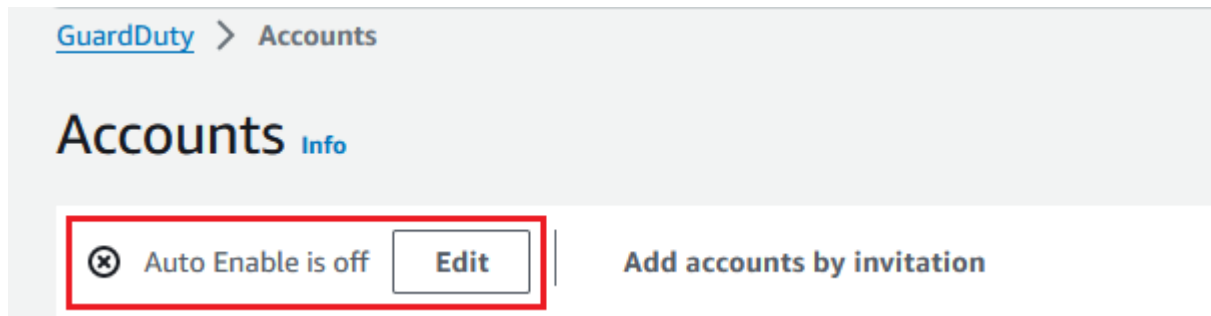 GuardDuty > Accounts
Accounts Info
Auto Enable is off Edit Add accounts by invitation